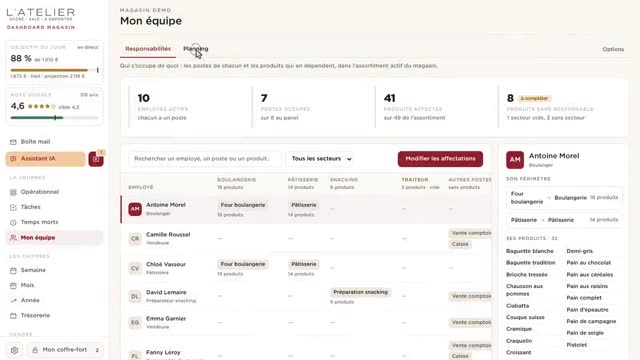 L'ATELIER
SUCRÉ · SALÉ · À EMPORTER
DASHBOARD MAGASIN
OBJECTIF DU JOUR
en direct
88 % de 1 910 €
NOTE GOOGLE
318 avis
4,6 ★★★★☆ cible 4,3
Boîte mail
Assistant IA
1
LA JOURNÉE
Opérationnel
Tâches
Temps morts
Mon équipe
LES CHIFFRES
Semaine
Mois
Année
Trésorerie
VENDRE
Mon coffre-fort 2
MAGASIN DEMO
Mon équipe
Responsabilités
Planning
Options
Qui s'occupe de quoi : les postes de chacun et les produits qui en dépendent, dans l'assortiment actif du magasin.
10
EMPLOYÉS ACTIFS
chacun a un poste
7
POSTES OCCUPÉS
sur 8 au panel
41
PRODUITS AFFECTÉS
sur 49 de l'assortiment
8 à compléter
PRODUITS SANS RESPONSABLE
1 secteur vide, 3 sans secteur
Rechercher un employé, un poste ou un produit…
Tous les secteurs
Modifier les affectations
EMPLOYÉ
BOULANGERIE
18 produits
PÂTISSERIE
14 produits
SNACKING
9 produits
TRAITEUR
5 produits · vide
AUTRES POSTES
sans produits
AM
Antoine Morel
Boulanger
Four boulangerie
18 produits
Pâtisserie
14 produits
—
—
—
CR
Camille Roussel
Vendeuse
—
—
—
—
Vente comptoir
Caisse
CV
Chloé Vasseur
Pâtissière
Four boulangerie
18 produits
Pâtisserie
14 produits
—
—
—
DL
David Lemaire
Préparateur snacking
—
—
Préparation snacking
9 produits
—
Vente comptoir
EG
Emma Garnier
Vendeuse
—
—
—
—
Vente comptoir
FL
Fanny Leroy
Vente comptoir
Caisse
AM
Antoine Morel
Boulanger
SON PÉRIMÈTRE
Four boulangerie
Boulangerie 18 produits
Pâtisserie
Pâtisserie 14 produits
SES PRODUITS · 32
Baguette blanche
Baguette tradition
Brioche tressée
Chausson aux pommes
Ciabatta
Couque suisse
Cramique
Craquelin
Croissant
Demi-gris
Pain au chocolat
Pain aux céréales
Pain aux raisins
Pain complet
Pain d'épeautre
Pain de campagne
Pain de seigle
Pistolet